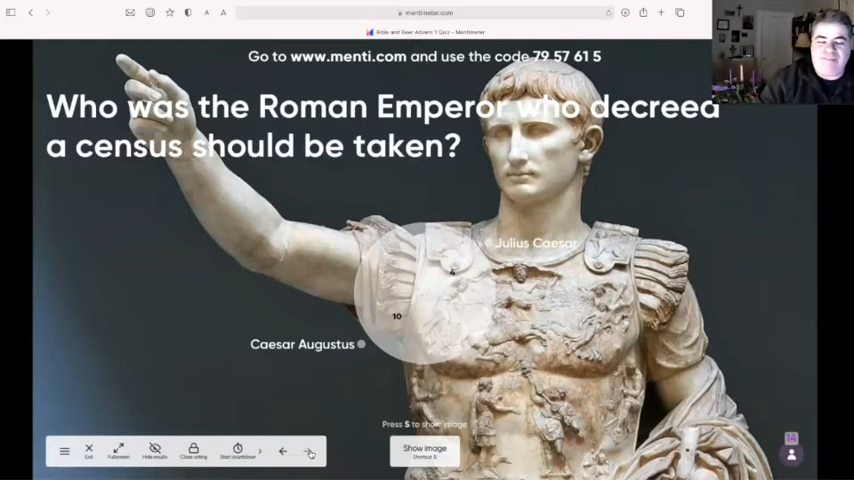 mentimeter.com
Bible and Beer Advent 1 Quiz - Mentimeter
Go to www.menti.com and use the code 79 57 61 5
Who was the Roman Emperor who decreed
a census should be taken?
Julius Caesar
4
10
Caesar Augustus
Press S to show image
Exit
Fullscreen
Hide results
Close voting
Start countdown
Show image
Shortcut S
14